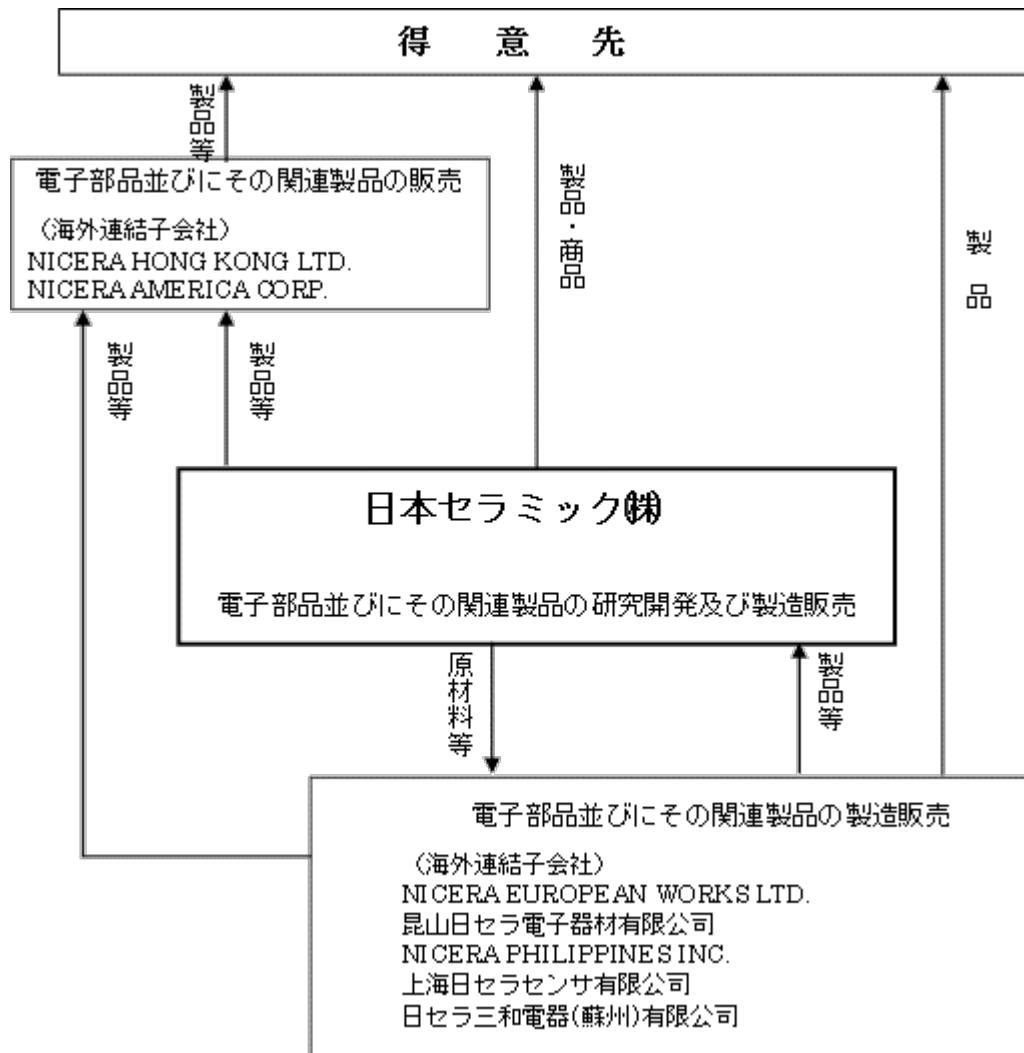 得意先
製品等
電子部品並びにその関連製品の販売
（海外連結子会社）
NICERA HONG KONG LTD.
NICERA AMERICA CORP.
製品・商品
製品
製品等
製品等
日本セラミック㈱
電子部品並びにその関連製品の研究開発及び製造販売
原材料等
製品等
電子部品並びにその関連製品の製造販売
（海外連結子会社）
NICERA EUROPEAN WORKS LTD.
昆山日セラ電子器材有限公司
NICERA PHILIPPINES INC.
上海日セラセンサ有限公司
日セラ三和電器(蘇州)有限公司